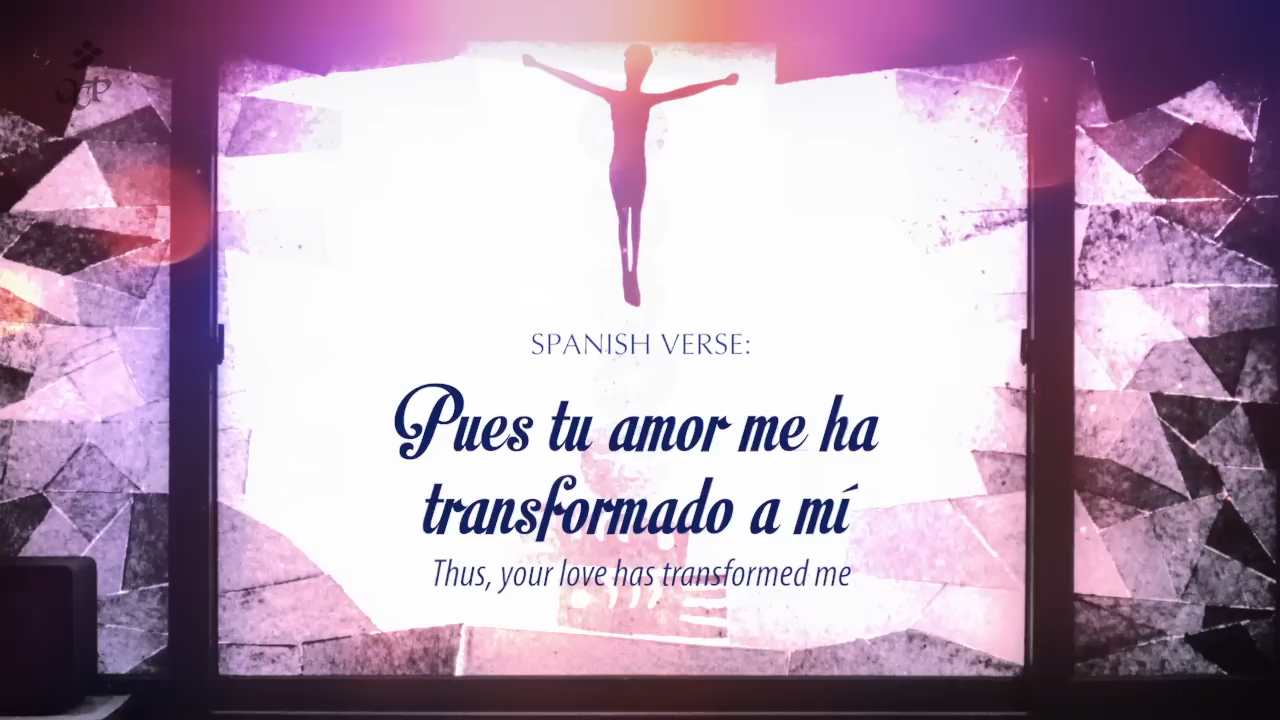 SPANISH VERSE:
Pues tu amor me ha
transformado a mí
Thus, your love has transformed me